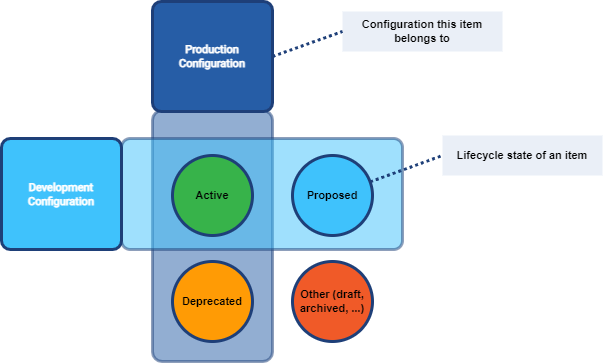 Production
Configuration
Configuration this item
belongs to
Development
Configuration
Active
Proposed
Lifecycle state of an item
Deprecated
Other (draft,
archived, ...)